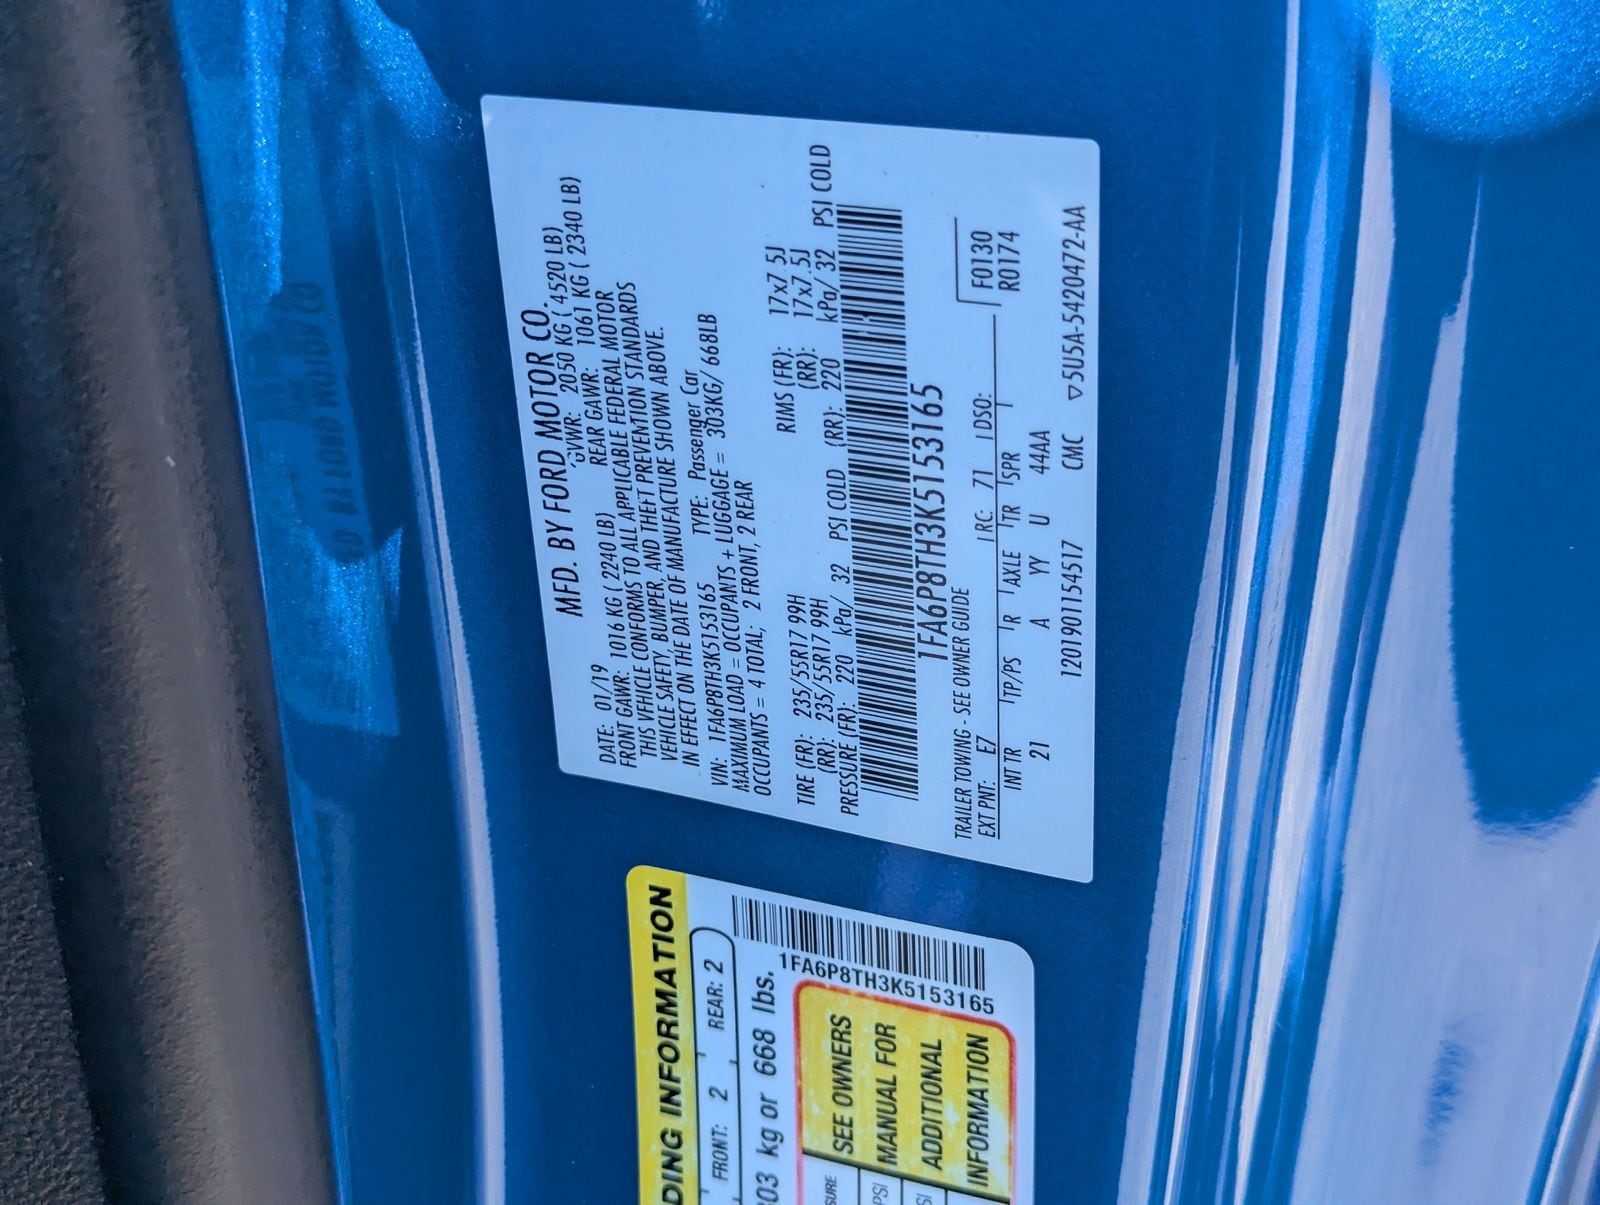 MFD. BY FORD MOTOR CO.
DATE: 01/19 GVWR: 2050 KG ( 4520 LB)
FRONT GAWR: 1016 KG ( 2240 LB) REAR GAWR: 1061 KG ( 2340 LB)
THIS VEHICLE CONFORMS TO ALL APPLICABLE FEDERAL MOTOR
VEHICLE SAFETY, BUMPER, AND THEFT PREVENTION STANDARDS
IN EFFECT ON THE DATE OF MANUFACTURE SHOWN ABOVE.
VIN: 1FA6P8TH3K5153165 TYPE: Passenger Car
MAXIMUM LOAD = OCCUPANTS + LUGGAGE = 303KG/ 668LB
OCCUPANTS = 4 TOTAL, 2 FRONT, 2 REAR
TIRE (FR): 235/55R17 99H RIMS (FR): 17x7.5J
(RR): 235/55R17 99H (RR): 17x7.5J
PRESSURE (FR): 220 kPa/ 32 PSI COLD (RR): 220 kPa/ 32 PSI COLD
1FA6P8TH3K5153165
TRAILER TOWING - SEE OWNER GUIDE
EXT PNT: E7 RC: 71 DSO: F0130
INT TR TP/PS R AXLE TR SPR R0174
21 A YY U 44AA
1201901154517 CMC ▽5U5A-5420472-AA
DING INFORMATION
FRONT: 2 REAR: 2
303 kg or 668 lbs.
1FA6P8TH3K5153165
SURE
PSI
SI
SEE OWNERS
MANUAL FOR
ADDITIONAL
INFORMATION